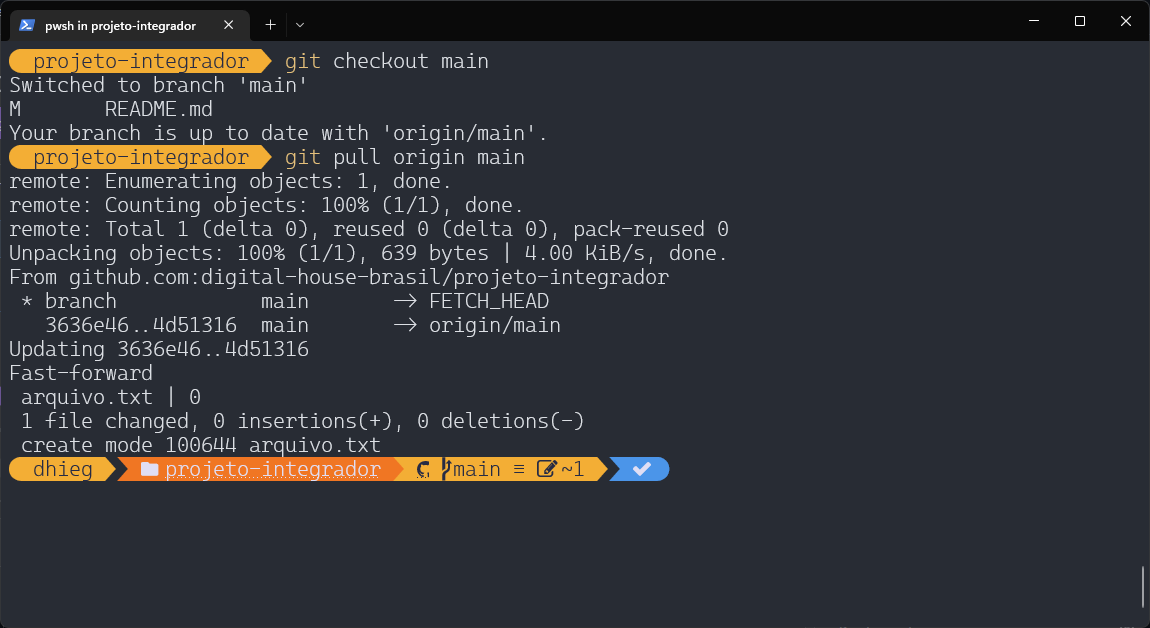 pwsh in projeto-integrador
projeto-integrador git checkout main
Switched to branch 'main'
M       README.md
Your branch is up to date with 'origin/main'.
projeto-integrador git pull origin main
remote: Enumerating objects: 1, done.
remote: Counting objects: 100% (1/1), done.
remote: Total 1 (delta 0), reused 0 (delta 0), pack-reused 0
Unpacking objects: 100% (1/1), 639 bytes | 4.00 KiB/s, done.
From github.com:digital-house-brasil/projeto-integrador
 * branch            main       -> FETCH_HEAD
   3636e46..4d51316  main       -> origin/main
Updating 3636e46..4d51316
Fast-forward
 arquivo.txt | 0
 1 file changed, 0 insertions(+), 0 deletions(-)
 create mode 100644 arquivo.txt
dhieg projeto-integrador main ≡ ~1